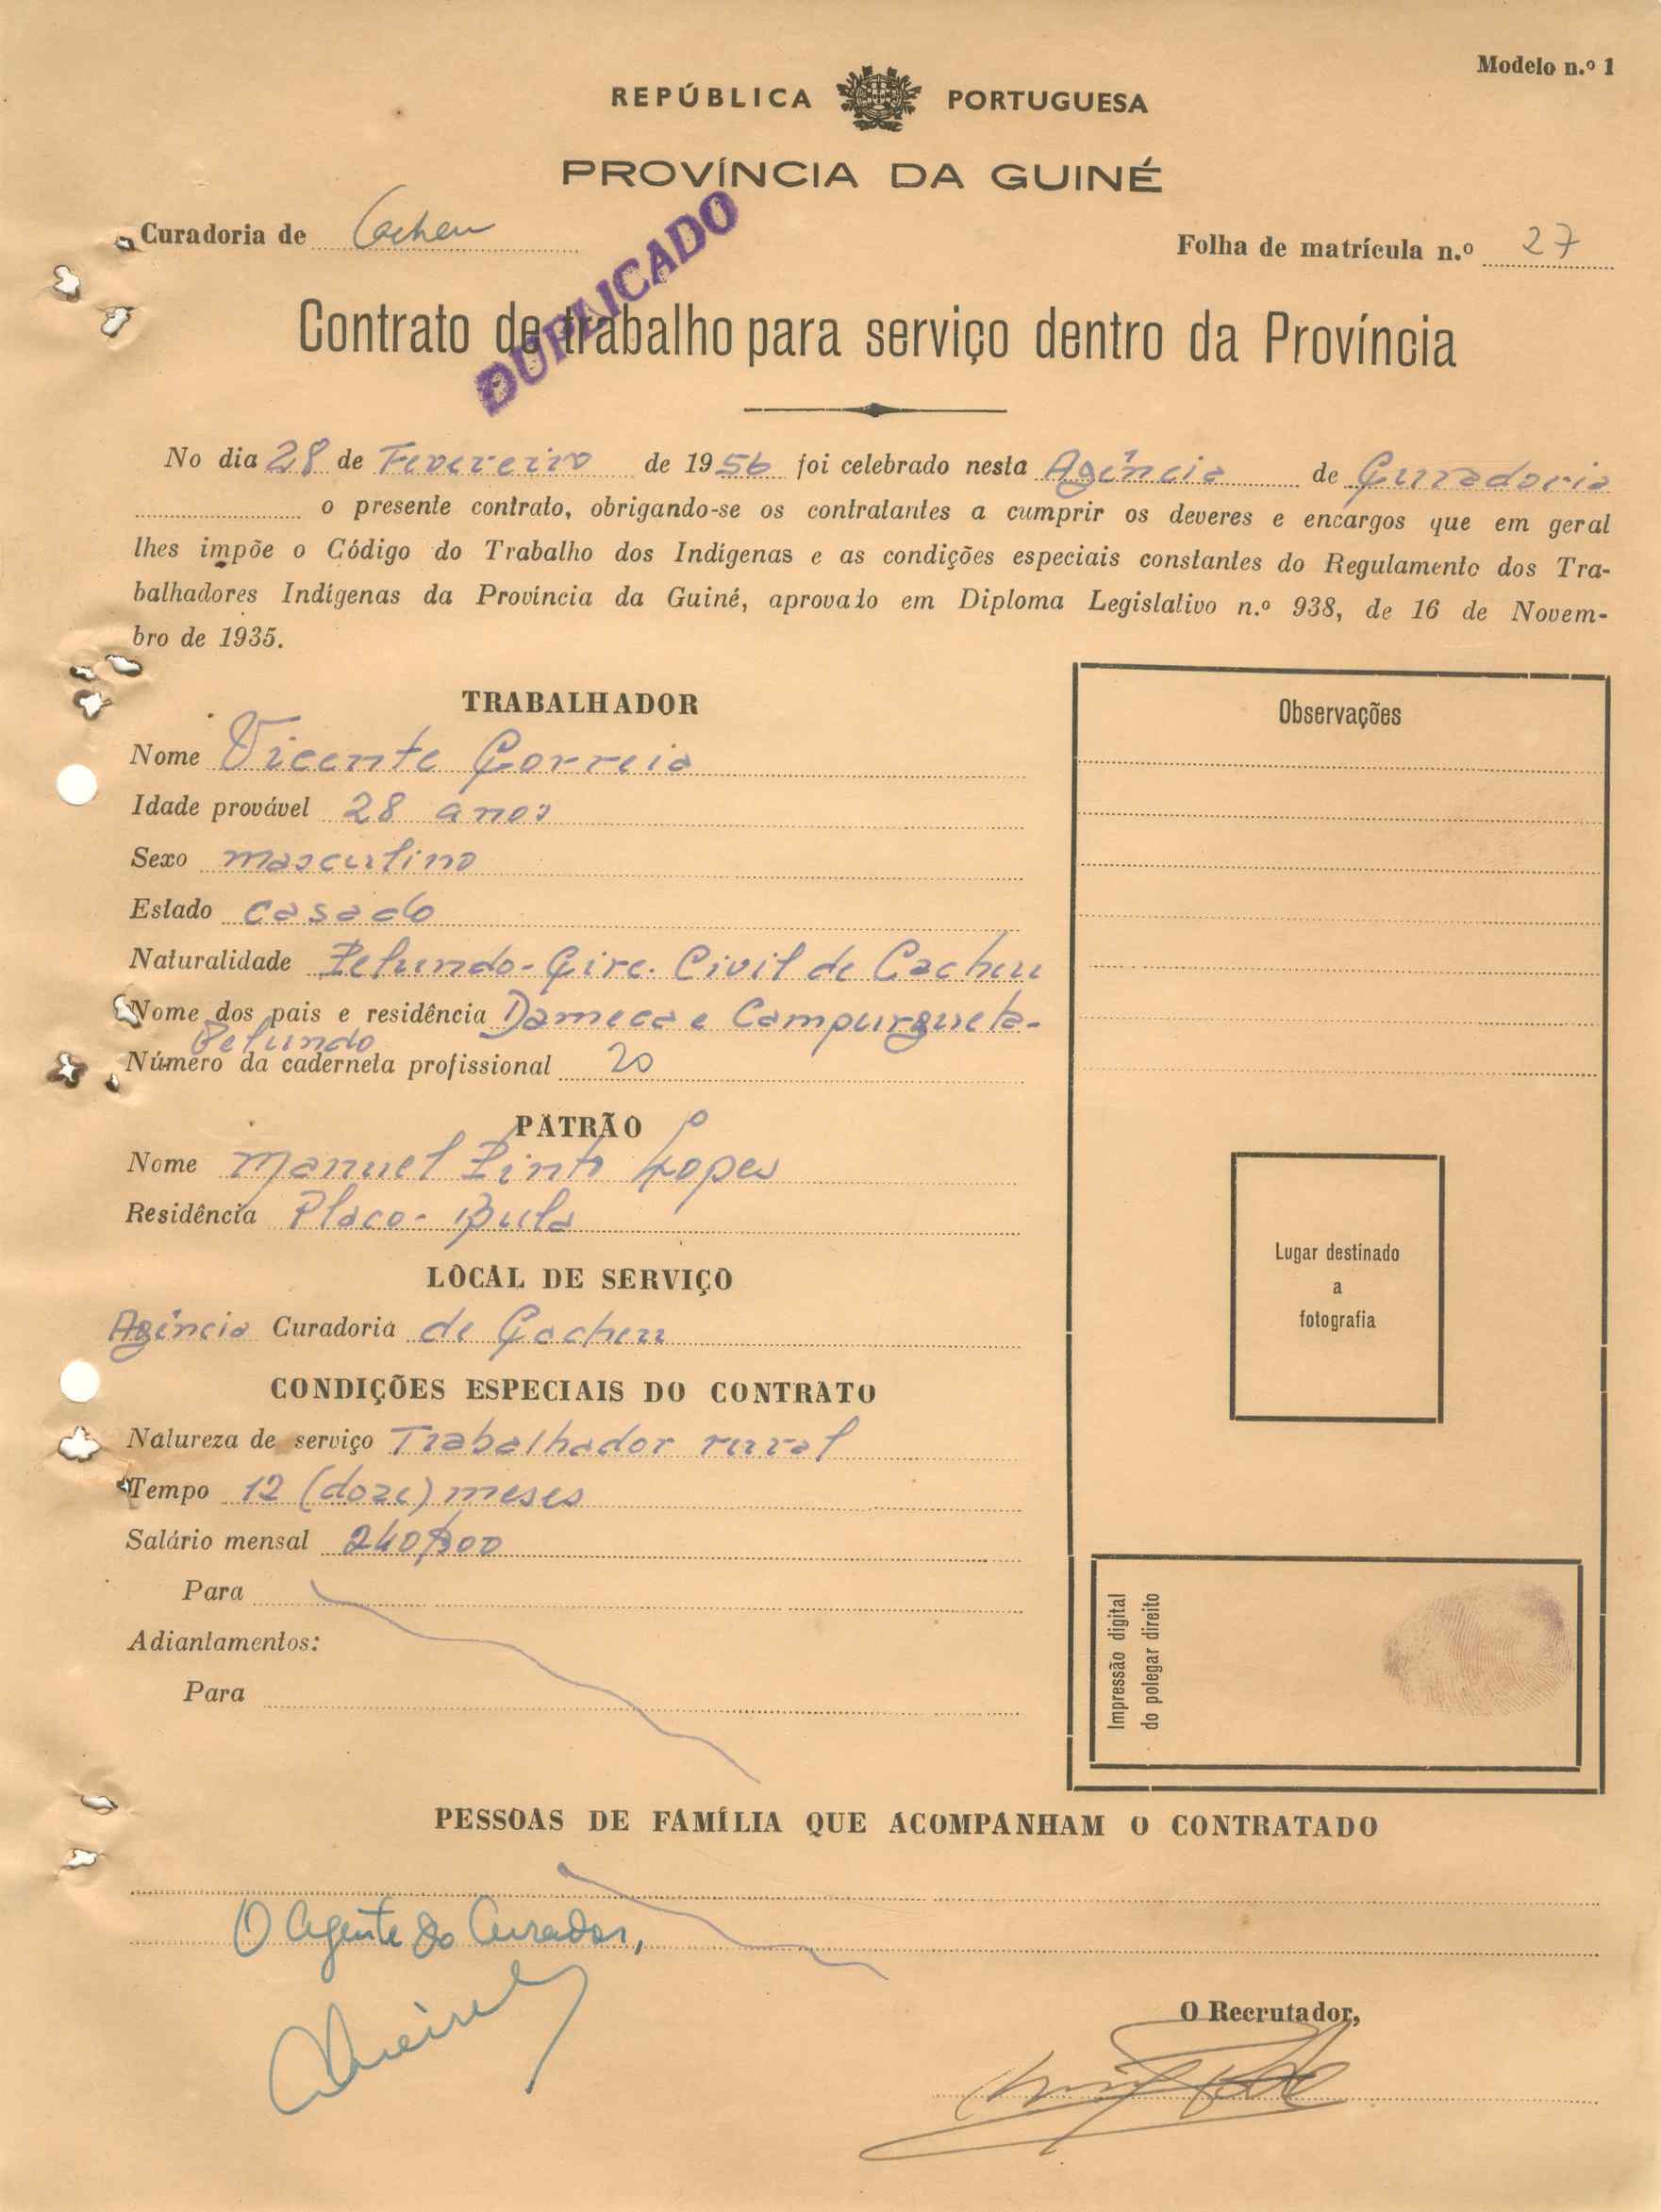 Modelo n.º 1
REPÚBLICA PORTUGUESA
PROVÍNCIA DA GUINÉ
Curadoria de Cacheu
Folha de matrícula n.º 27
DUPLICADO
Contrato de trabalho para serviço dentro da Província
No dia 28 de Fevereiro de 1956 foi celebrado nesta Agência de Curadoria
o presente contrato, obrigando-se os contratantes a cumprir os deveres e encargos que em geral
lhes impõe o Código do Trabalho dos Indígenas e as condições especiais constantes do Regulamento dos Tra-
balhadores Indígenas da Província da Guiné, aprovado em Diploma Legislativo n.º 938, de 16 de Novem-
bro de 1935.
TRABALHADOR
Nome Vicente Correia
Idade provável 28 anos
Sexo masculino
Estado casado
Naturalidade Pelundo-Circ. Civil de Cacheu
Nome dos pais e residência Dameca e Campurgueta-
Pelundo
Número da caderneta profissional 20
PATRÃO
Nome Manuel Pinto Lopes
Residência Placo-Bula
LOCAL DE SERVIÇO
Agência Curadoria de Cacheu
CONDIÇÕES ESPECIAIS DO CONTRATO
Natureza de serviço Trabalhador rural
Tempo 12 (doze) meses
Salário mensal 240$00
Para
Adiantamentos:
Para
Observações
Lugar destinado
a
fotografia
Impressão digital
do polegar direito
PESSOAS DE FAMÍLIA QUE ACOMPANHAM O CONTRATADO
O Agente do Curador,
O Recrutador,